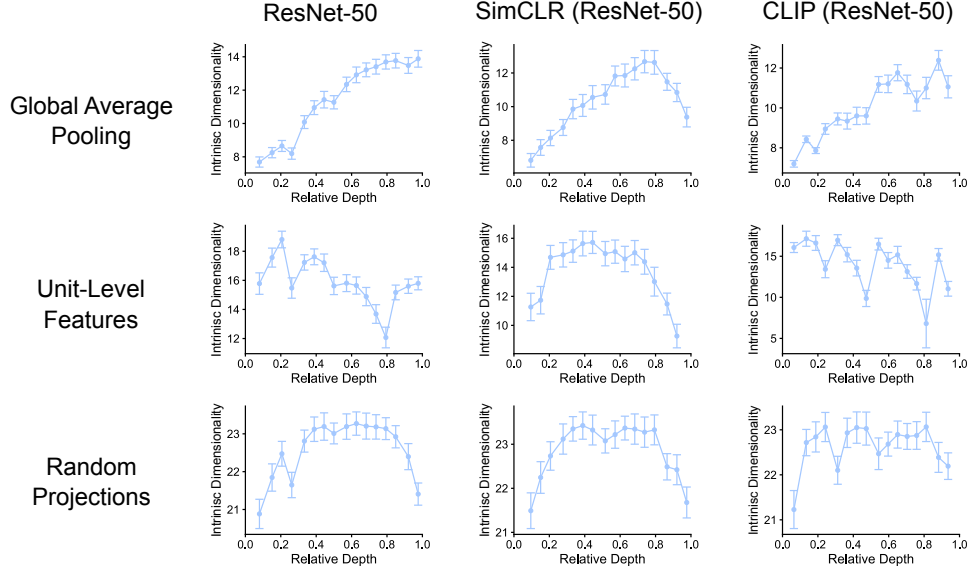 ResNet-50
SimCLR (ResNet-50)
CLIP (ResNet-50)
Global Average
Pooling
Intrinisc Dimensionality
14
12
10
8
0.0 0.2 0.4 0.6 0.8 1.0
Relative Depth
Intrinisc Dimensionality
12
10
8
0.0 0.2 0.4 0.6 0.8 1.0
Relative Depth
Intrinisc Dimensionality
12
10
8
0.0 0.2 0.4 0.6 0.8 1.0
Relative Depth
Unit-Level
Features
Intrinisc Dimensionality
18
16
14
12
0.0 0.2 0.4 0.6 0.8 1.0
Relative Depth
Intrinisc Dimensionality
16
14
12
10
0.0 0.2 0.4 0.6 0.8 1.0
Relative Depth
Intrinisc Dimensionality
15
10
5
0.0 0.2 0.4 0.6 0.8 1.0
Relative Depth
Random
Projections
Intrinisc Dimensionality
23
22
21
0.0 0.2 0.4 0.6 0.8 1.0
Relative Depth
Intrinisc Dimensionality
23
22
21
0.0 0.2 0.4 0.6 0.8 1.0
Relative Depth
Intrinisc Dimensionality
23
22
21
0.0 0.2 0.4 0.6 0.8 1.0
Relative Depth